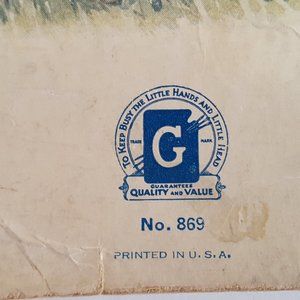 TO KEEP BUSY THE LITTLE HANDS AND LITTLE HEAD
TRADE MARK
G
GUARANTEES
QUALITY AND VALUE
No. 869
PRINTED IN U. S. A.